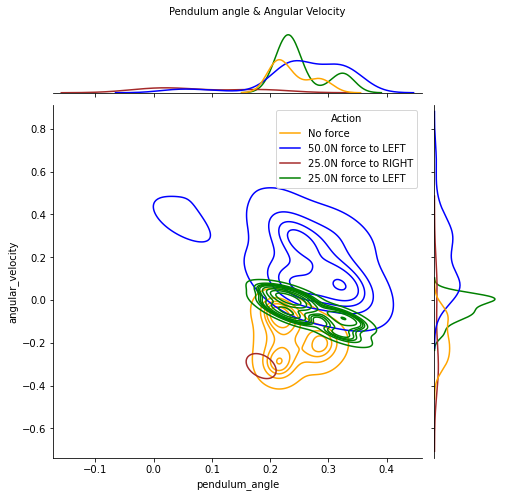 Pendulum angle & Angular Velocity
Action
No force
50.0N force to LEFT
25.0N force to RIGHT
25.0N force to LEFT
0.8
0.6
0.4
0.2
0.0
−0.2
−0.4
−0.6
angular_velocity
−0.1
0.0
0.1
0.2
0.3
0.4
pendulum_angle